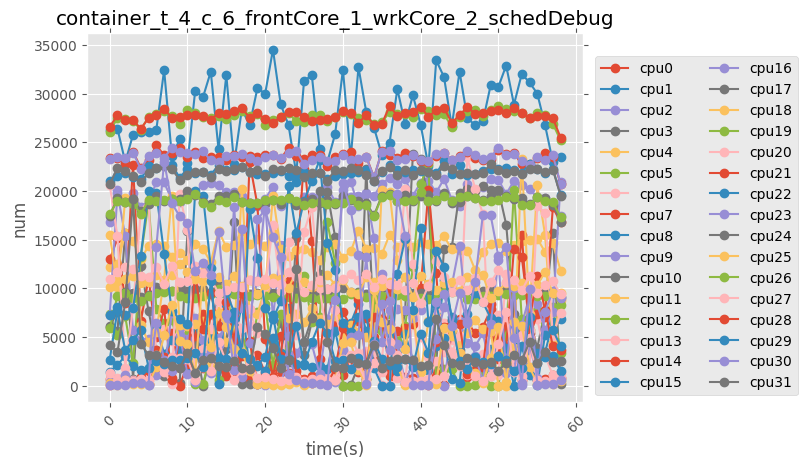 container_t_4_c_6_frontCore_1_wrkCore_2_schedDebug
35000
30000
25000
20000
15000
10000
5000
0
num
0
10
20
30
40
50
60
time(s)
cpu0
cpu1
cpu2
cpu3
cpu4
cpu5
cpu6
cpu7
cpu8
cpu9
cpu10
cpu11
cpu12
cpu13
cpu14
cpu15
cpu16
cpu17
cpu18
cpu19
cpu20
cpu21
cpu22
cpu23
cpu24
cpu25
cpu26
cpu27
cpu28
cpu29
cpu30
cpu31